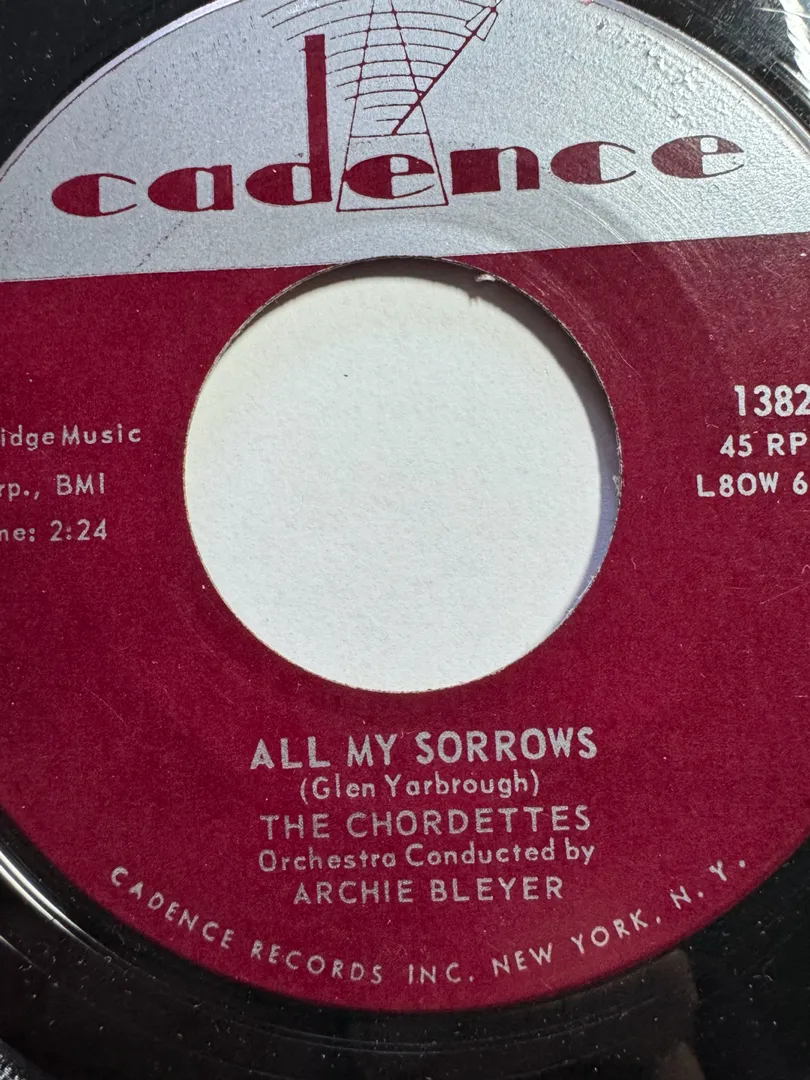 cadence
idge Music
rp., BMI
ne: 2:24
1382
45 RP
L8OW 6
ALL MY SORROWS
(Glen Yarbrough)
THE CHORDETTES
Orchestra Conducted by
ARCHIE BLEYER
CADENCE RECORDS INC. NEW YORK, N. Y.